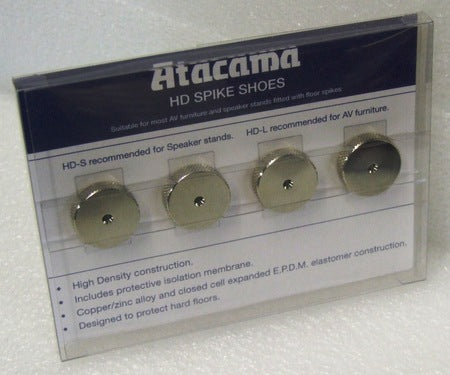 Atacama
HD SPIKE SHOES
Suitable for most AV furniture and speaker stands fitted with floor spikes
HD-S recommended for Speaker stands. HD-L recommended for AV furniture.
• High Density construction.
• Includes protective isolation membrane.
• Copper/zinc alloy and closed cell expanded E.P.D.M. elastomer construction.
• Designed to protect hard floors.